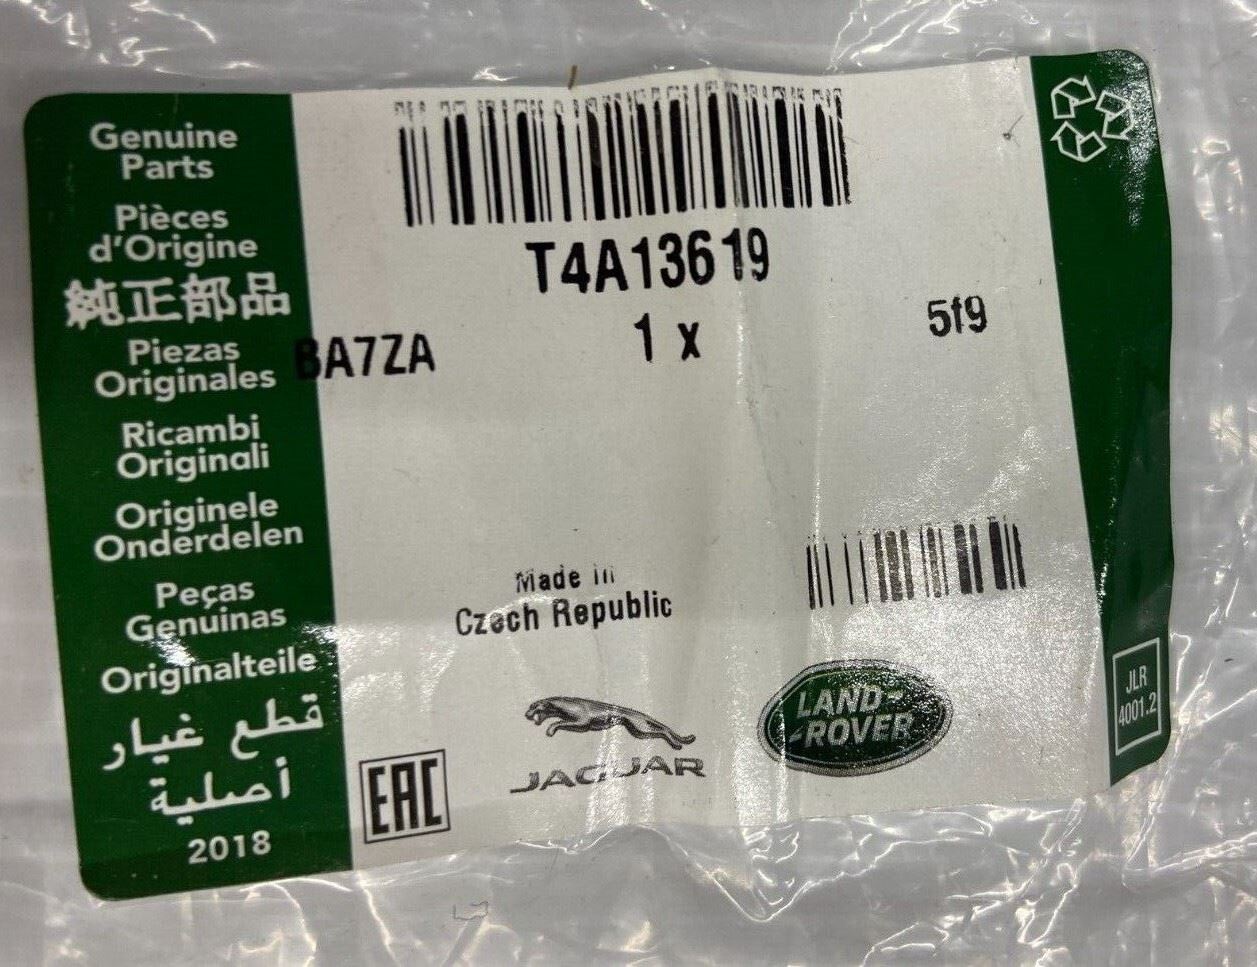 Genuine
Parts
Pièces
d'Origine
純正部品
Piezas
Originales
Ricambi
Originali
Originele
Onderdelen
Peças
Genuinas
Originalteile
قطع غيار
أصلية
2018
T4A13619
1 x
5f9
BA7ZA
Made in
Czech Republic
EAC
JAGUAR
LAND
ROVER
JLR
4001.2